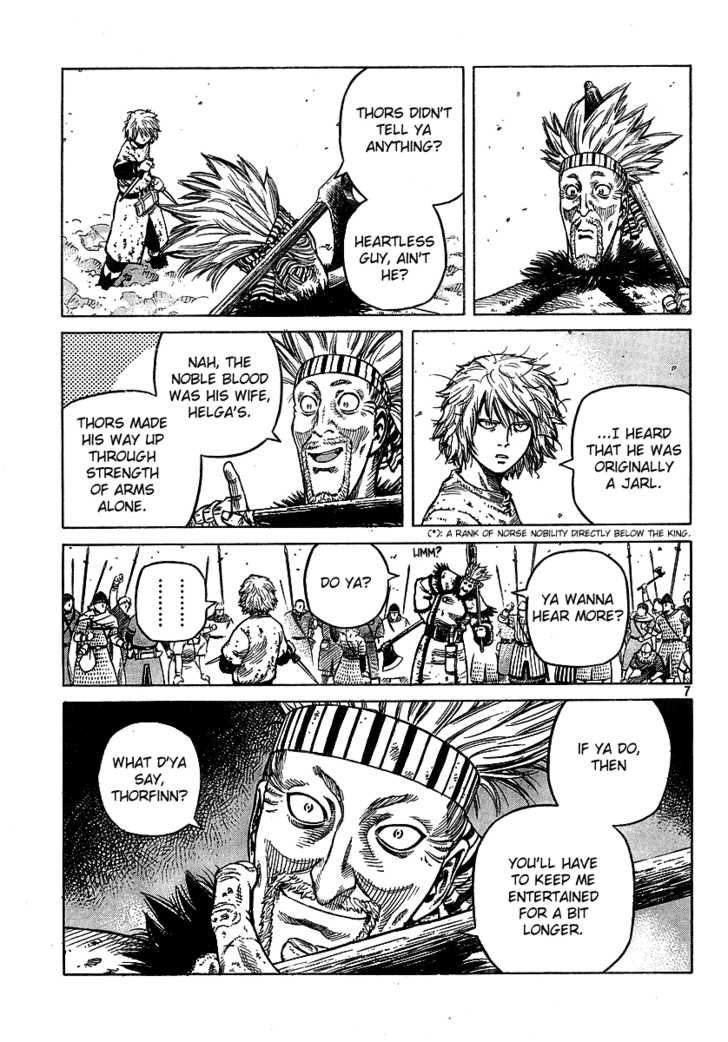 THORS DIDN'T
TELL YA
ANYTHING?
HEARTLESS
GUY, AIN'T
HE?
...I HEARD
THAT HE WAS
ORIGINALLY
A JARL.
(*): A RANK OF NORSE NOBILITY DIRECTLY BELOW THE KING.
NAH, THE
NOBLE BLOOD
WAS HIS WIFE,
HELGA'S.
THORS MADE
HIS WAY UP
THROUGH
STRENGTH
OF ARMS
ALONE.
YA WANNA
HEAR MORE?
UMM?
DO YA?
........
7
IF YA DO,
THEN
YOU'LL HAVE
TO KEEP ME
ENTERTAINED
FOR A BIT
LONGER.
WHAT D'YA
SAY,
THORFINN?